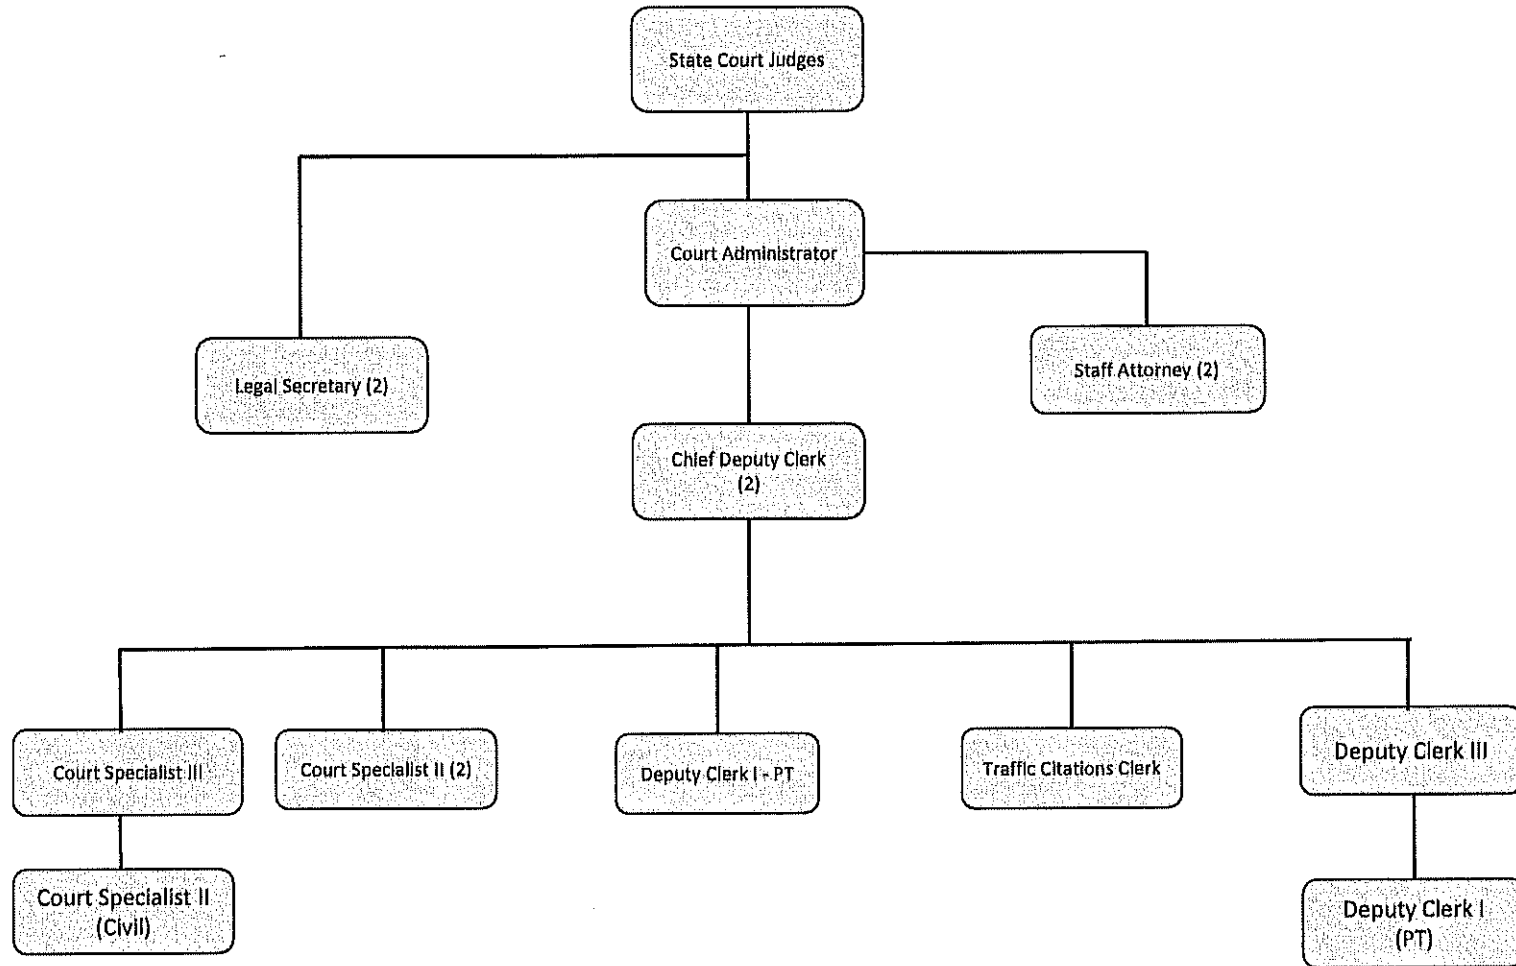 State Court Judges
Court Administrator
Legal Secretary (2)
Staff Attorney (2)
Chief Deputy Clerk
(2)
Court Specialist III
Court Specialist II (2)
Deputy Clerk I - PT
Traffic Citations Clerk
Deputy Clerk III
Court Specialist II
(Civil)
Deputy Clerk I
(PT)